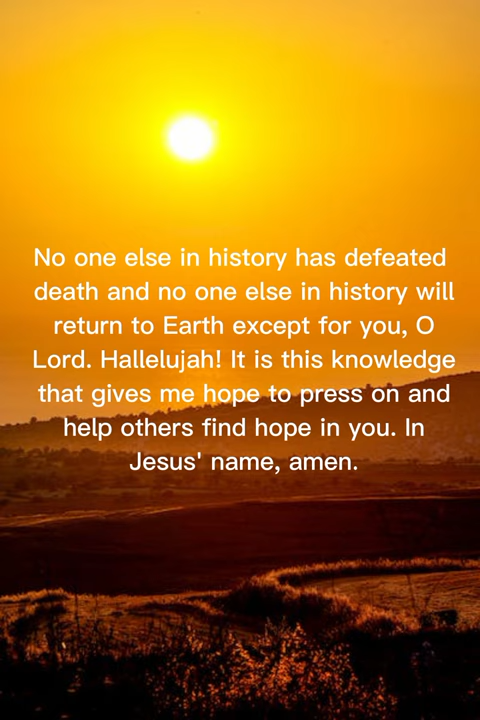 No one else in history has defeated
death and no one else in history will
return to Earth except for you, O
Lord. Hallelujah! It is this knowledge
that gives me hope to press on and
help others find hope in you. In
Jesus' name, amen.